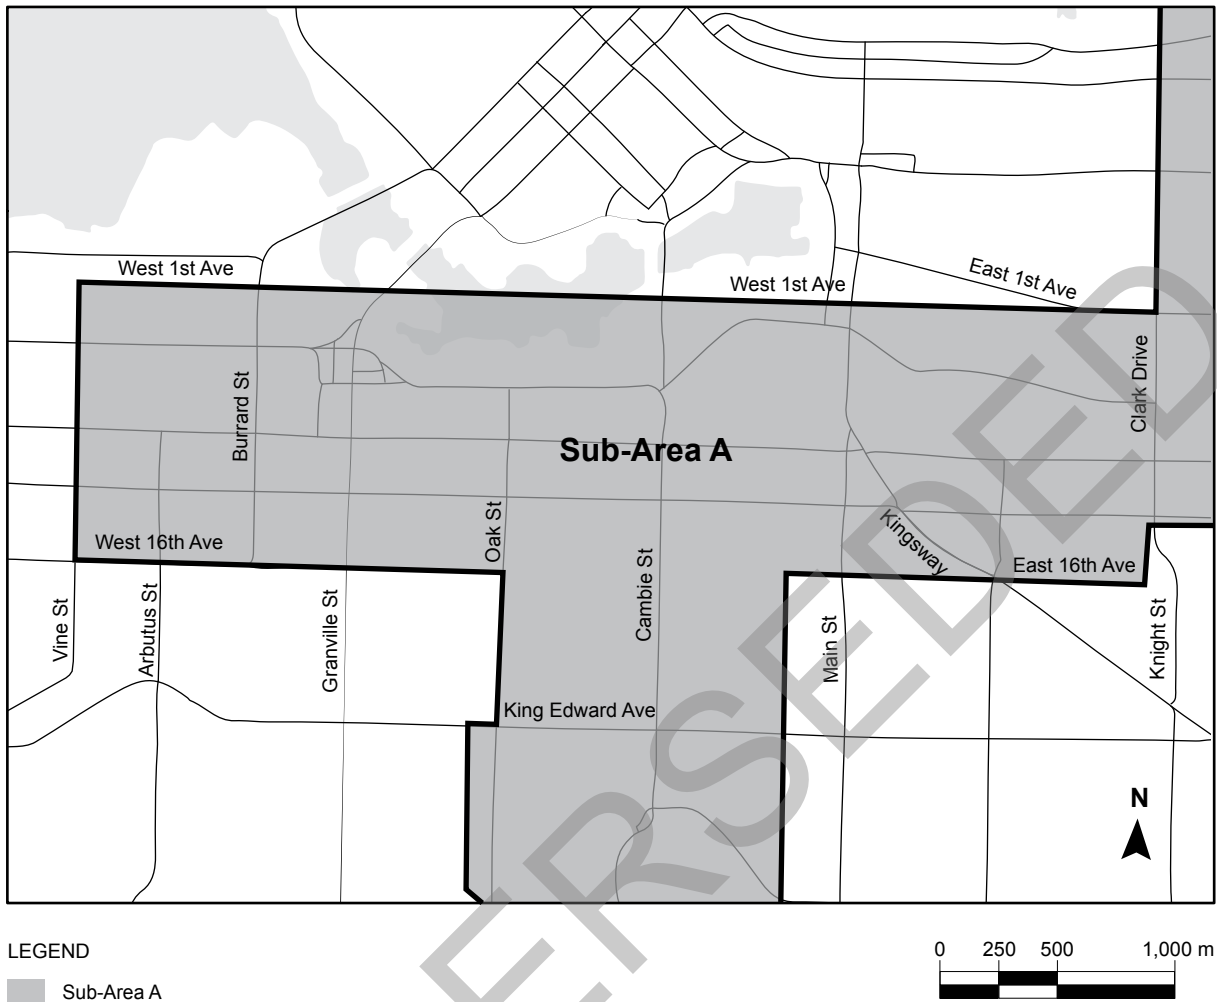 West 1st Ave
West 1st Ave
East 1st Ave
Burrard St
Clark Drive
Sub-Area A
Oak St
Kingsway
West 16th Ave
East 16th Ave
Vine St
Arbutus St
Granville St
Cambie St
Main St
Knight St
King Edward Ave
N
LEGEND
Sub-Area A
0 250 500 1,000 m
ERSEDED